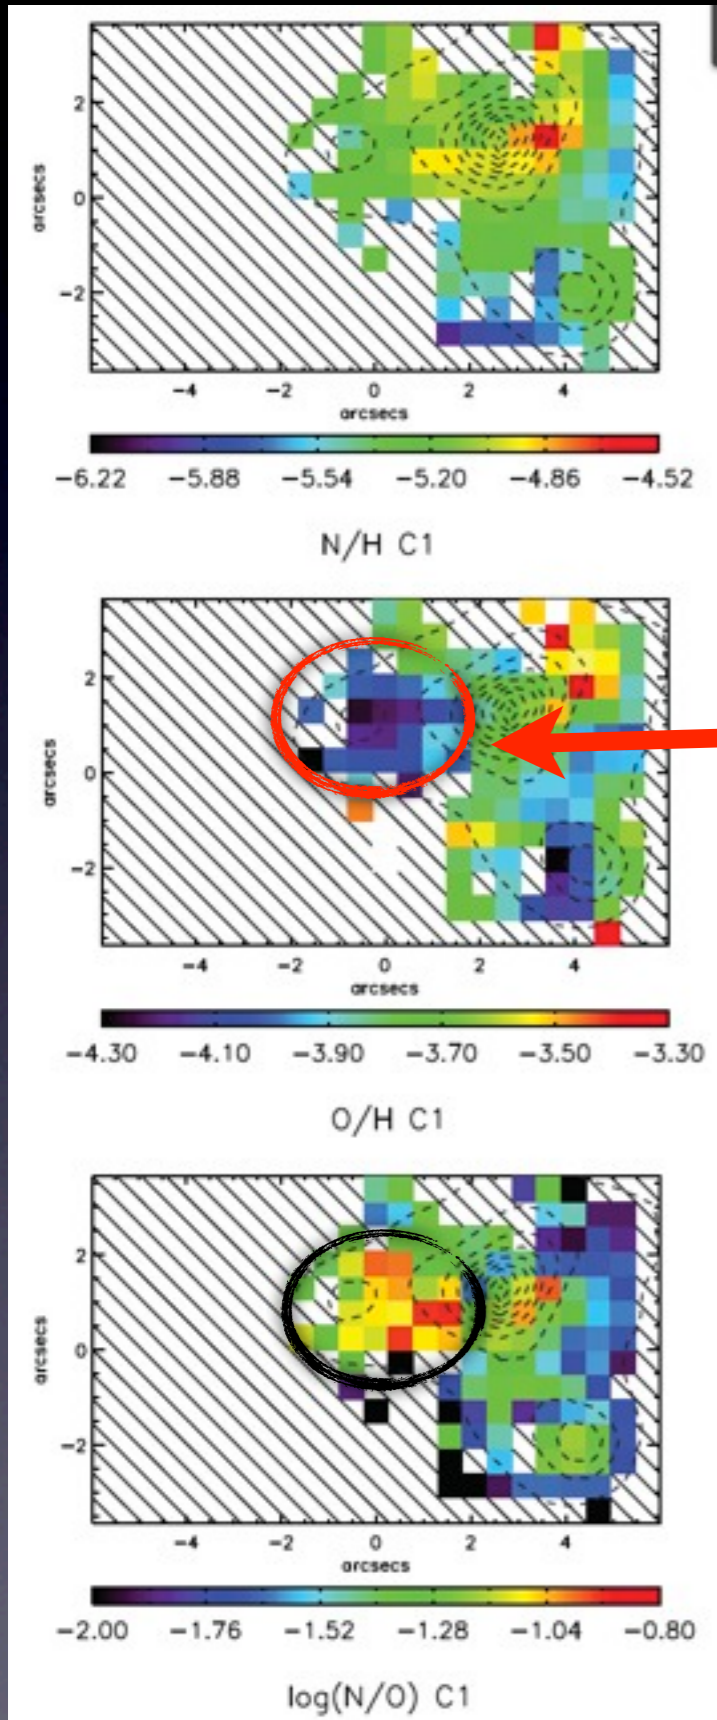 2
0
−2
arcsecs
−4 −2 0 2 4
arcsecs
−6.22 −5.88 −5.54 −5.20 −4.86 −4.52
N/H C1
2
0
−2
arcsecs
−4 −2 0 2 4
arcsecs
−4.30 −4.10 −3.90 −3.70 −3.50 −3.30
O/H C1
2
0
−2
arcsecs
−4 −2 0 2 4
arcsecs
−2.00 −1.76 −1.52 −1.28 −1.04 −0.80
log(N/O) C1